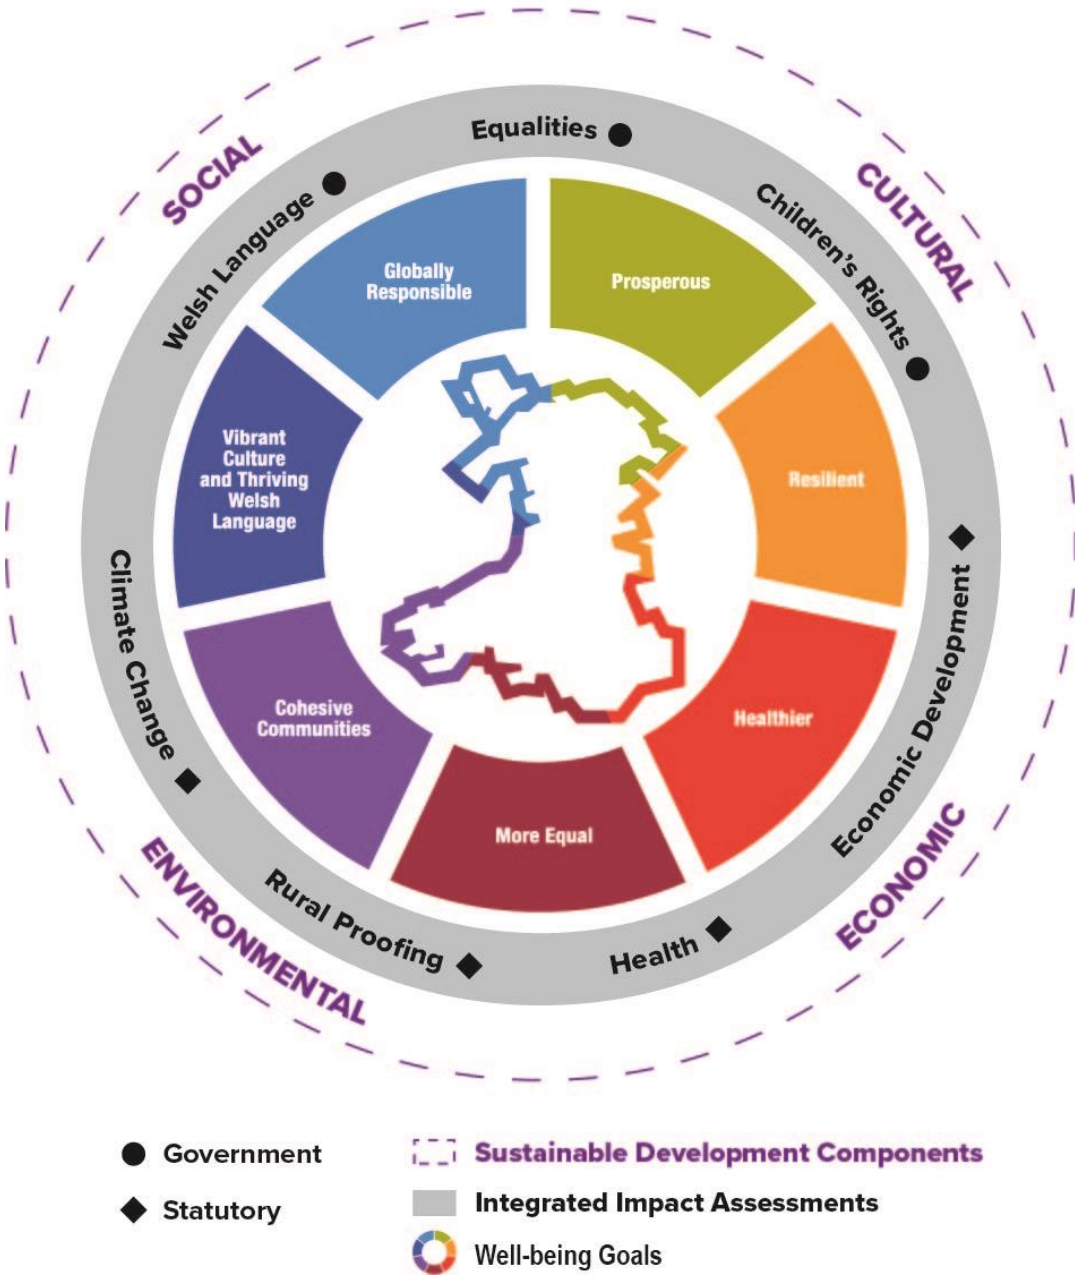 SOCIAL
CULTURAL
Equalities
Welsh Language
Children's Rights
Globally
Responsible
Prosperous
Vibrant
Culture
and Thriving
Welsh
Language
Resilient
Climate Change
Economic Development
Cohesive
Communities
Healthier
More Equal
Rural Proofing
Health
ENVIRONMENTAL
ECONOMIC
Government
Statutory
Sustainable Development Components
Integrated Impact Assessments
Well-being Goals